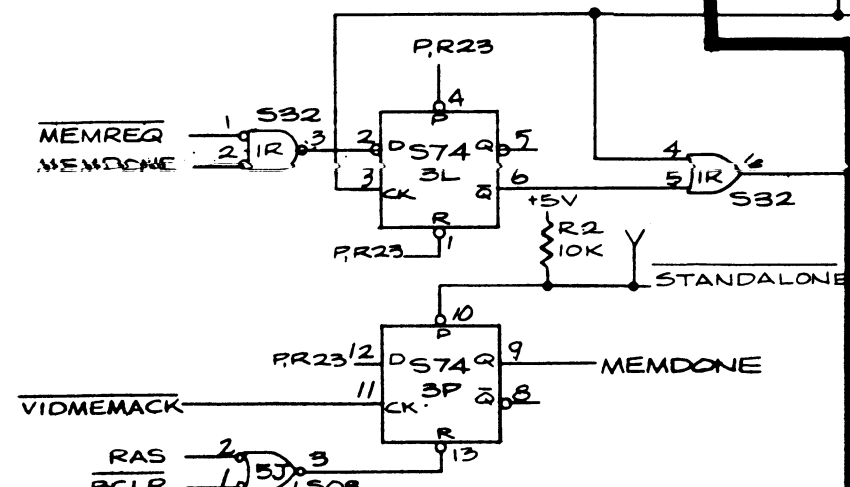 P,R23
4
P
S32
MEMREQ
1
2
1R
3
2
D
S74
Q
5
3L
3
CK
Q
6
R
1
P,R23
4
5
1R
S32
+5V
R2
10K
STANDALONE
10
P
P,R23
12
D
S74
Q
9
MEMDONE
3P
VIDMEMACK
11
CK
Q
8
R
13
RAS
2
5J
3
1